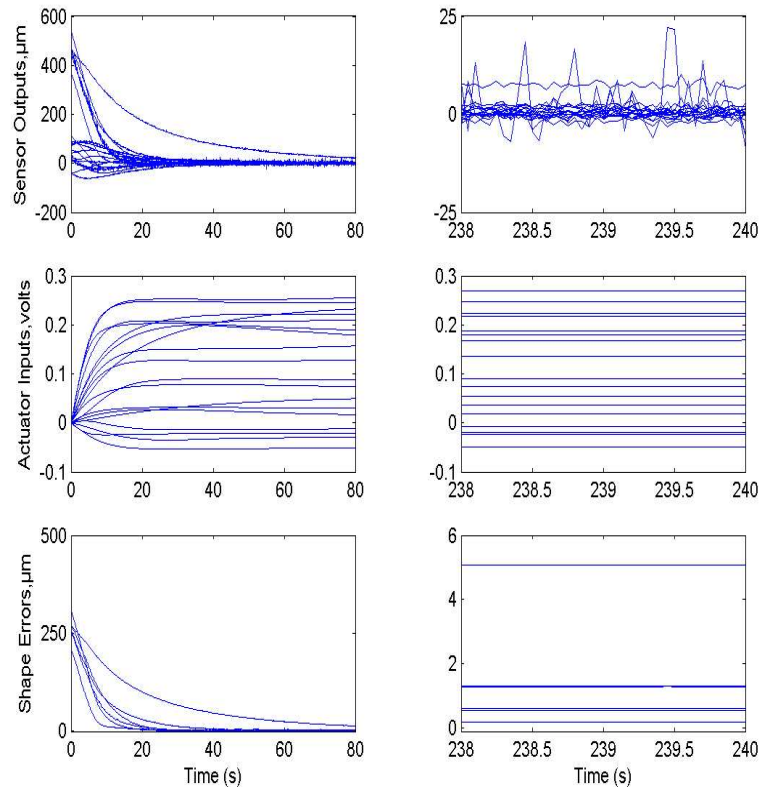 Sensor Outputs,µm
600
400
200
0
-200
0 20 40 60 80
25
0
-25
238 238.5 239 239.5 240
Actuator Inputs,volts
0.3
0.2
0.1
0
-0.1
0 20 40 60 80
0.3
0.2
0.1
0
-0.1
238 238.5 239 239.5 240
Shape Errors,µm
500
250
0
0 20 40 60 80
Time (s)
6
4
2
0
238 238.5 239 239.5 240
Time (s)